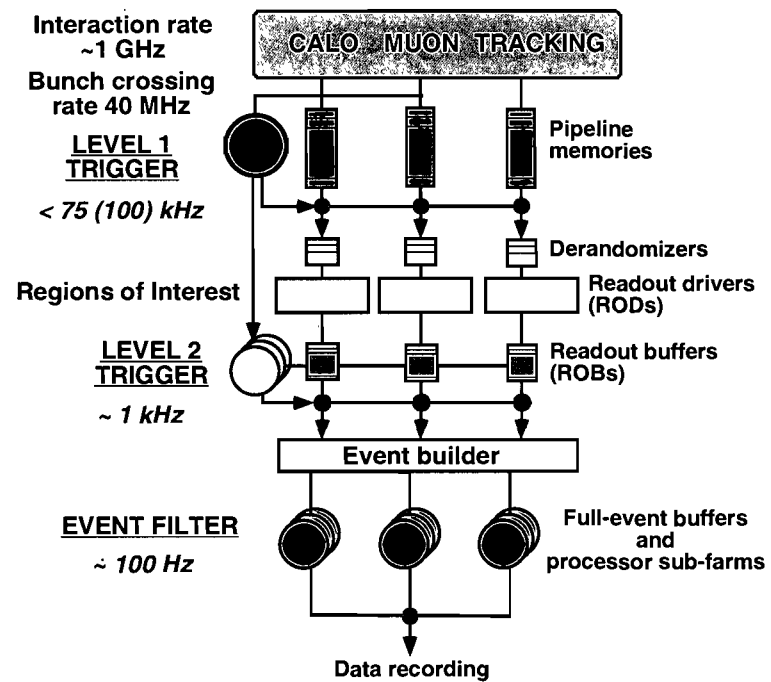 Interaction rate
~1 GHz
CALO MUON TRACKING
Bunch crossing
rate 40 MHz
LEVEL 1
TRIGGER
< 75 (100) kHz
Pipeline
memories
Derandomizers
Regions of Interest
Readout drivers
(RODs)
LEVEL 2
TRIGGER
~ 1 kHz
Readout buffers
(ROBs)
Event builder
EVENT FILTER
~ 100 Hz
Full-event buffers
and
processor sub-farms
Data recording